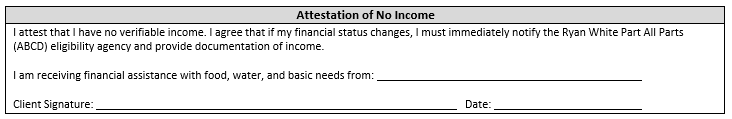 Attestation of No Income
I attest that I have no verifiable income. I agree that if my financial status changes, I must immediately notify the Ryan White Part All Parts
(ABCD) eligibility agency and provide documentation of income.
I am receiving financial assistance with food, water, and basic needs from:
Client Signature: Date: